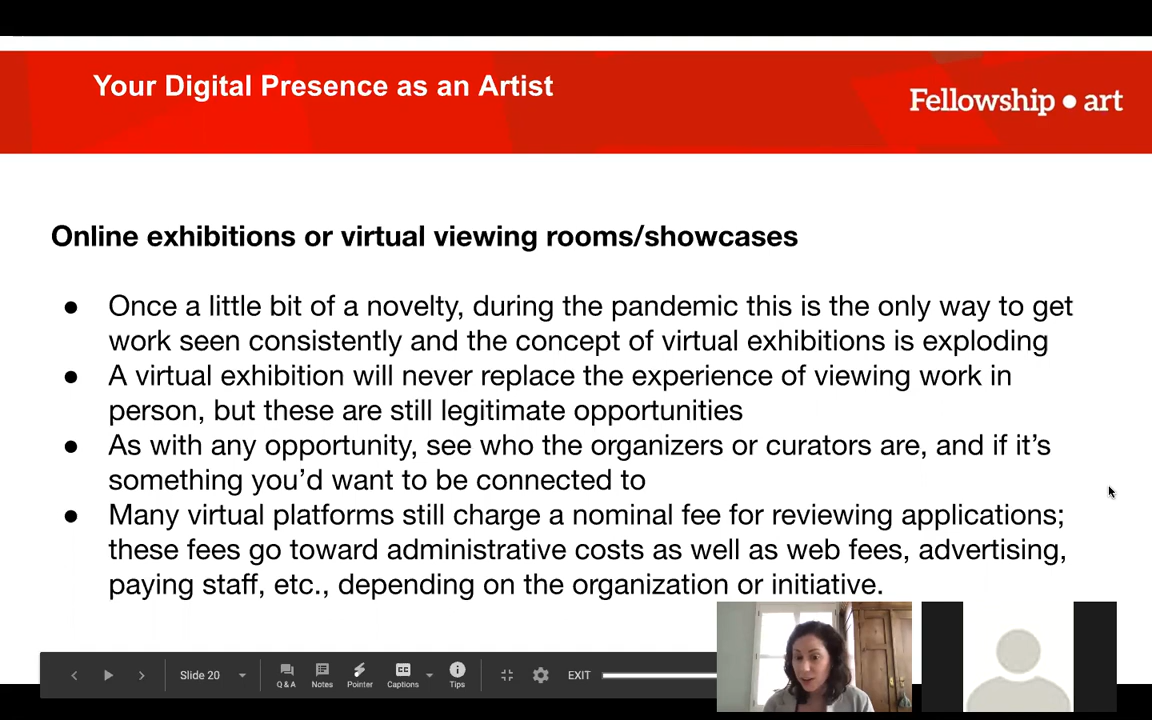 Your Digital Presence as an Artist
Fellowship ● art
Online exhibitions or virtual viewing rooms/showcases
● Once a little bit of a novelty, during the pandemic this is the only way to get
work seen consistently and the concept of virtual exhibitions is exploding
● A virtual exhibition will never replace the experience of viewing work in
person, but these are still legitimate opportunities
● As with any opportunity, see who the organizers or curators are, and if it’s
something you’d want to be connected to
● Many virtual platforms still charge a nominal fee for reviewing applications;
these fees go toward administrative costs as well as web fees, advertising,
paying staff, etc., depending on the organization or initiative.
Slide 20
Q & A
Notes
Pointer
CC
Captions
Tips
EXIT